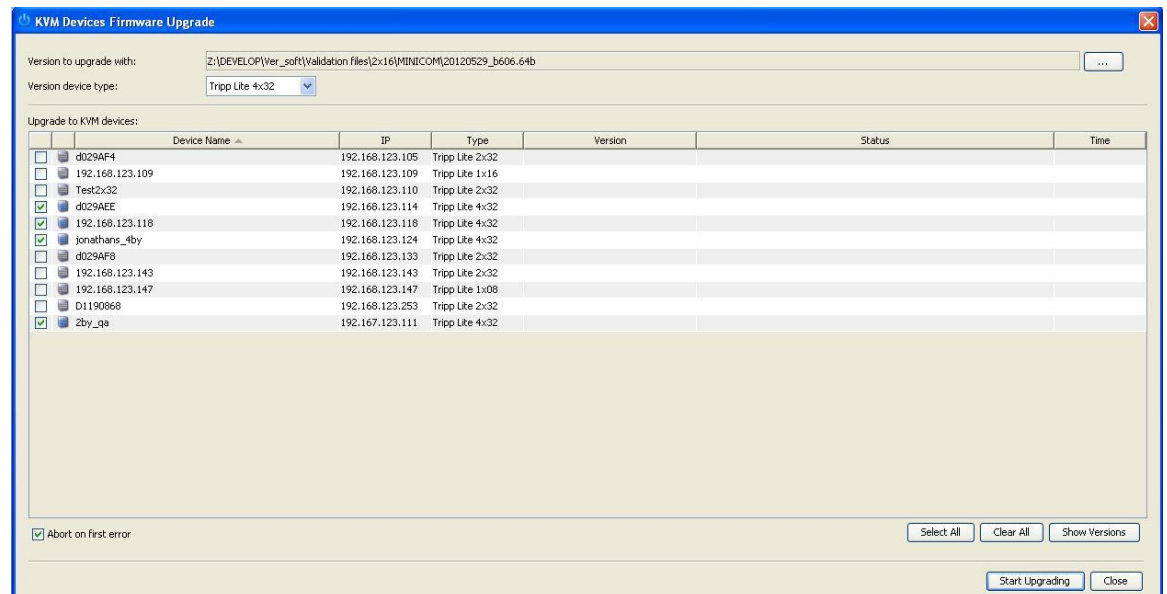 KVM Devices Firmware Upgrade
Version to upgrade with: Z:\DEVELOP\Ver_soft\Validation files\2x16\MINICOM\20120529_b606.64b ...
Version device type: Tripp Lite 4x32
Upgrade to KVM devices:
Device Name IP Type Version Status Time
d029AF4 192.168.123.105 Tripp Lite 2x32
192.168.123.109 192.168.123.109 Tripp Lite 1x16
Test2x32 192.168.123.110 Tripp Lite 2x32
d029AEE 192.168.123.114 Tripp Lite 4x32
192.168.123.118 192.168.123.118 Tripp Lite 4x32
jonathans_4by 192.168.123.124 Tripp Lite 4x32
d029AF8 192.168.123.133 Tripp Lite 2x32
192.168.123.143 192.168.123.143 Tripp Lite 2x32
192.168.123.147 192.168.123.147 Tripp Lite 1x08
D1190868 192.168.123.253 Tripp Lite 2x32
2by_qa 192.167.123.111 Tripp Lite 4x32
Abort on first error Select All Clear All Show Versions
Start Upgrading Close